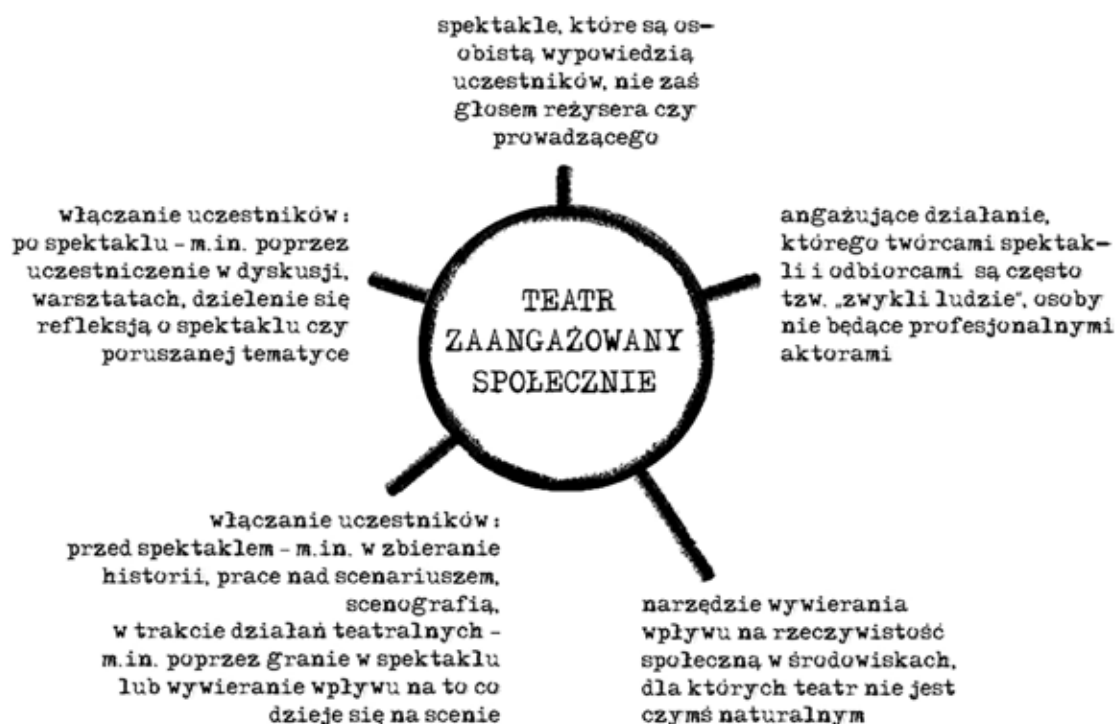 spektakle, które są os-
obistą wypowiedzią
uczestników, nie zaś
głosem reżysera czy
prowadzącego
włączanie uczestników:
po spektaklu – m.in. poprzez
uczestniczenie w dyskusji,
warsztatach, dzielenie się
refleksją o spektaklu czy
poruszanej tematyce
TEATR
ZAANGAŻOWANY
SPOŁECZNIE
angażujące działanie,
którego twórcami spektak-
li i odbiorcami są często
tzw. „zwykli ludzie”, osoby
nie będące profesjonalnymi
aktorami
włączanie uczestników:
przed spektaklem – m.in. w zbieranie
historii, prace nad scenariuszem,
scenografią,
w trakcie działań teatralnych –
m.in. poprzez granie w spektaklu
lub wywieranie wpływu na to co
dzieje się na scenie
narzędzie wywierania
wpływu na rzeczywistość
społeczną w środowiskach,
dla których teatr nie jest
czymś naturalnym